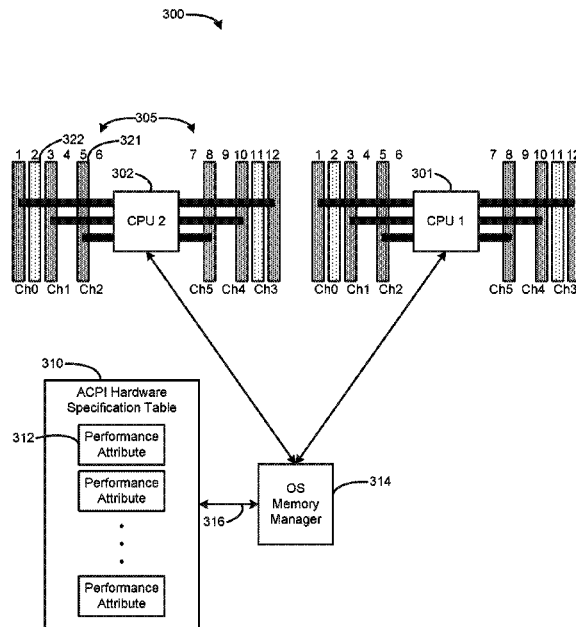 300
305
322
321
1 2 3 4 5 6
7 8 9 10 11 12
1 2 3 4 5 6
7 8 9 10 11 12
302
301
CPU 2
CPU 1
Ch0 Ch1 Ch2
Ch5 Ch4 Ch3
Ch0 Ch1 Ch2
Ch5 Ch4 Ch3
310
ACPI Hardware
Specification Table
312
Performance
Attribute
Performance
Attribute
Performance
Attribute
316
OS
Memory
Manager
314